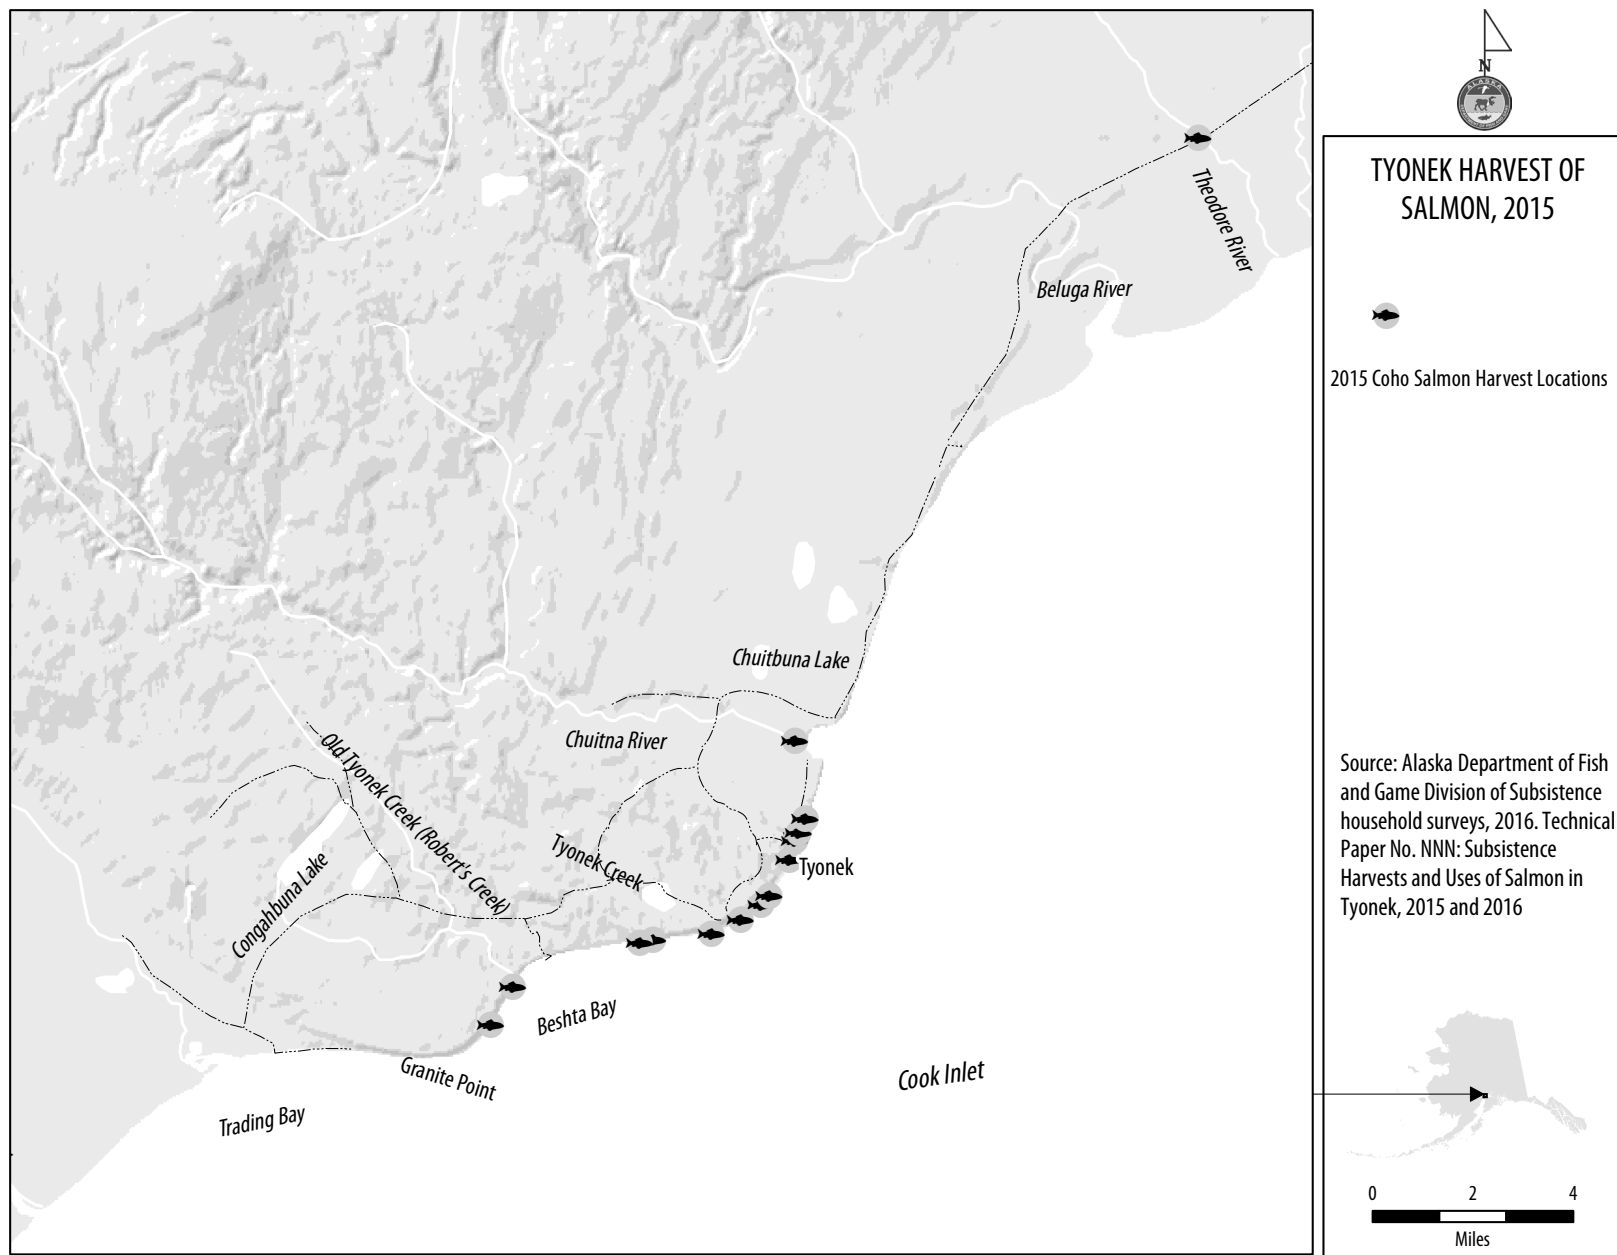 N
ALASKA
TYONEK HARVEST OF
SALMON, 2015
2015 Coho Salmon Harvest Locations
Theodore River
Beluga River
Chuitbuna Lake
Chuitna River
Old Tyonek Creek (Robert's Creek)
Tyonek Creek
Tyonek
Congahbuna Lake
Beshta Bay
Granite Point
Cook Inlet
Trading Bay
Source: Alaska Department of Fish
and Game Division of Subsistence
household surveys, 2016. Technical
Paper No. NNN: Subsistence
Harvests and Uses of Salmon in
Tyonek, 2015 and 2016
0 2 4
Miles